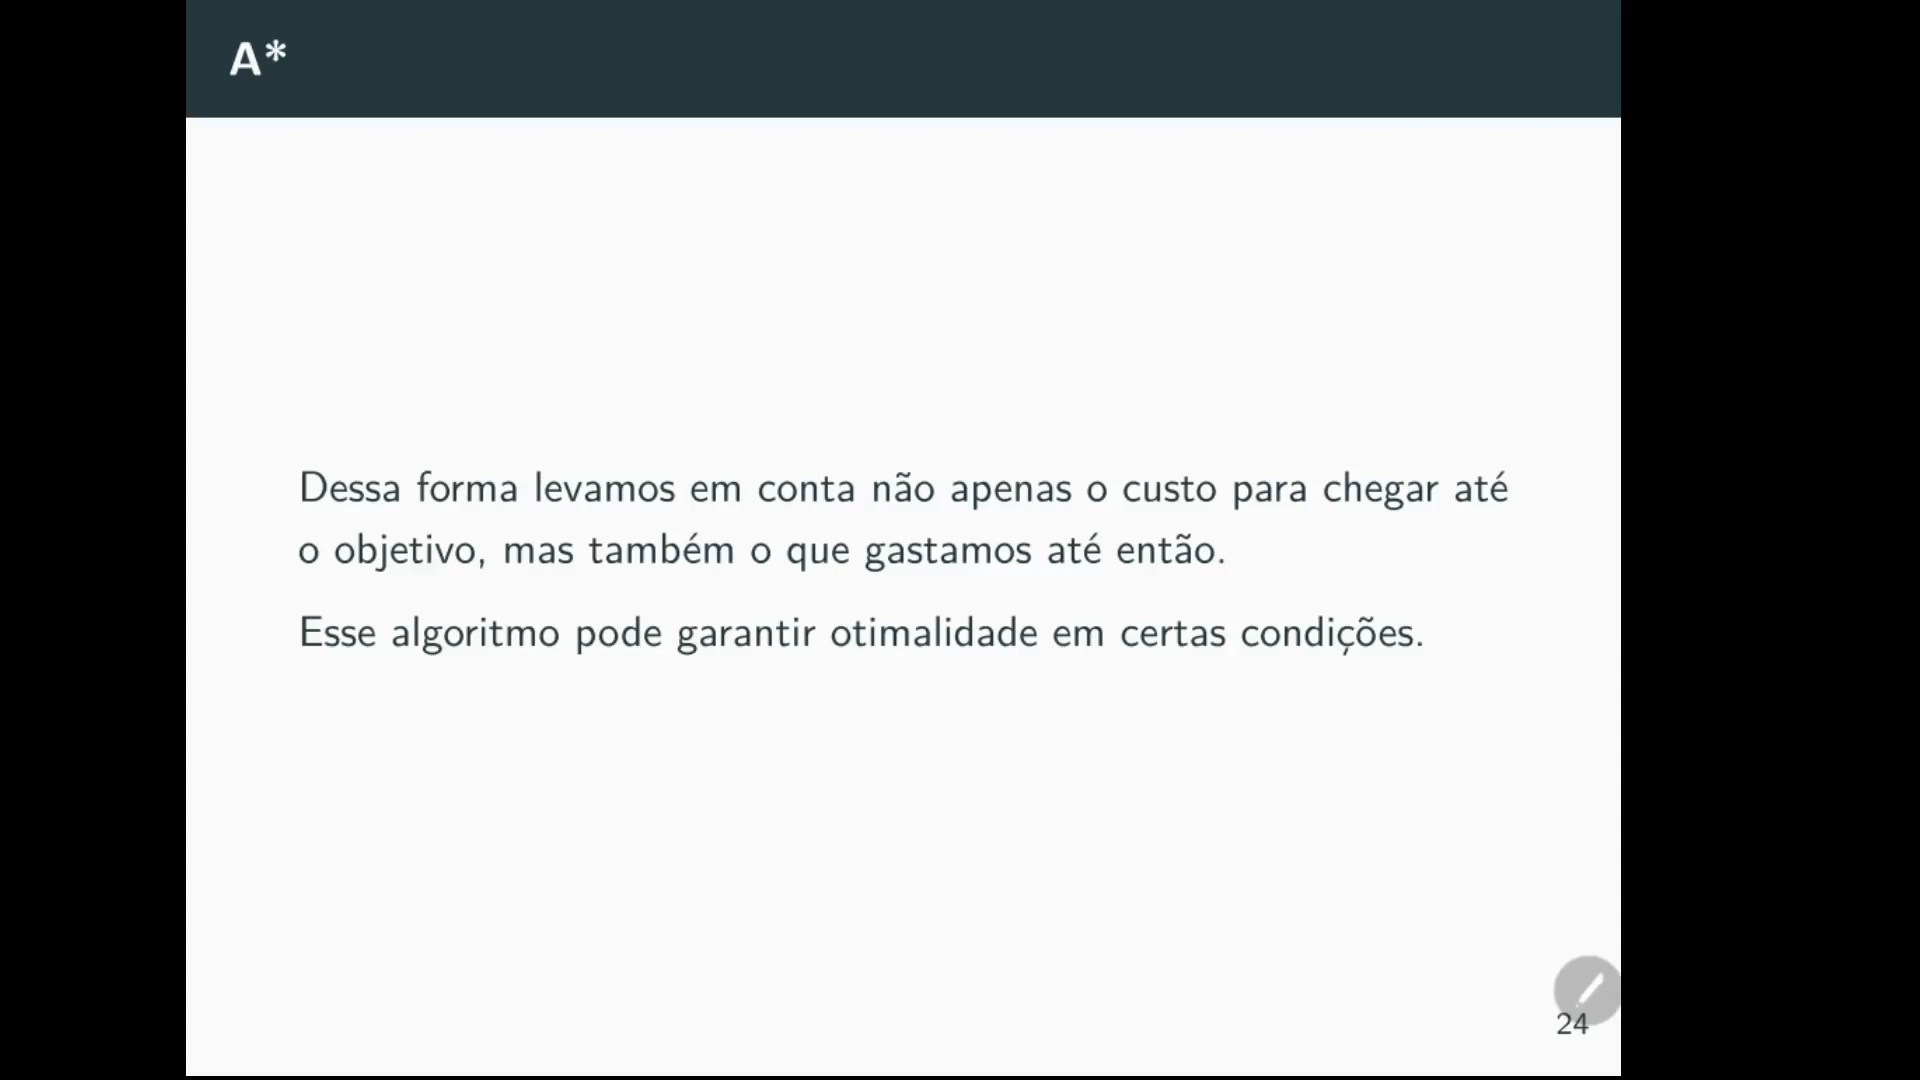 A*
Dessa forma levamos em conta não apenas o custo para chegar até
o objetivo, mas também o que gastamos até então.
Esse algoritmo pode garantir otimalidade em certas condições.
24